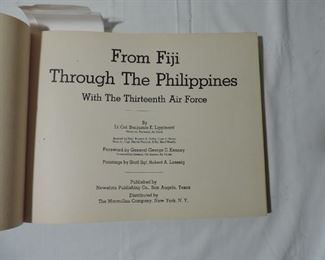 From Fiji
Through The Philippines
With The Thirteenth Air Force
By
Lt. Col. Benjamin E. Lippincott
Foreword by General George C. Kenney
Paintings by Staff Sgt. Robert A. Laessig
Published by
Newsfoto Publishing Co., San Angelo, Texas
Distributed by
The Macmillan Company, New York, N. Y.